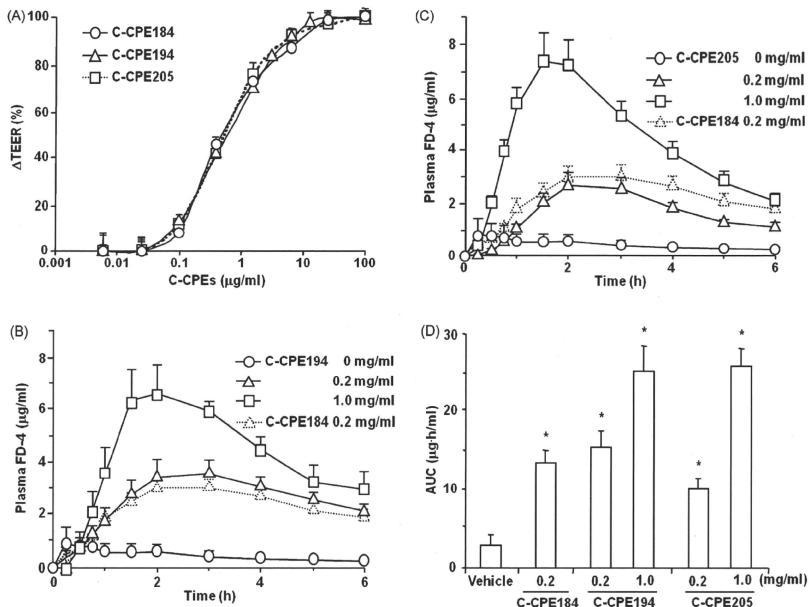 (A)
C-CPE184
C-CPE194
C-CPE205
100
80
60
40
20
0
ΔTEER (%)
0.001 0.01 0.1 1 10 100
C-CPEs (μg/ml)
(B)
C-CPE194 0 mg/ml
0.2 mg/ml
1.0 mg/ml
C-CPE184 0.2 mg/ml
8
6
4
2
0
Plasma FD-4 (μg/ml)
0 2 4 6
Time (h)
(C)
C-CPE205 0 mg/ml
0.2 mg/ml
1.0 mg/ml
C-CPE184 0.2 mg/ml
8
6
4
2
0
Plasma FD-4 (μg/ml)
0 2 4 6
Time (h)
(D)
30
20
10
0
AUC (μg·h/ml)
* * * * *
Vehicle 0.2 0.2 1.0 0.2 1.0 (mg/ml)
C-CPE184 C-CPE194 C-CPE205